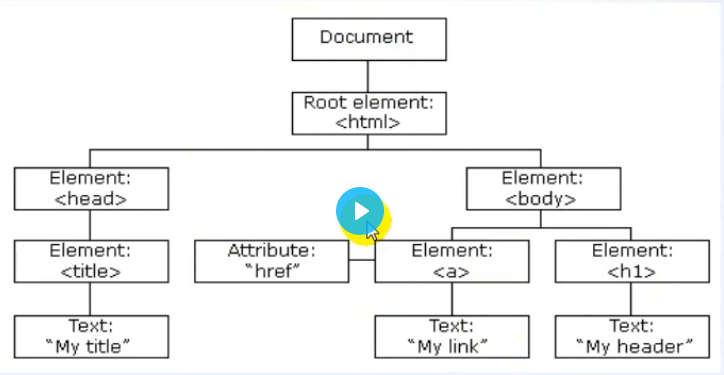 Document
Root element:
<html>
Element:
<head>
Element:
<body>
Element:
<title>
Attribute:
“href”
Element:
<a>
Element:
<h1>
Text:
“My title”
Text:
“My link”
Text:
“My header”